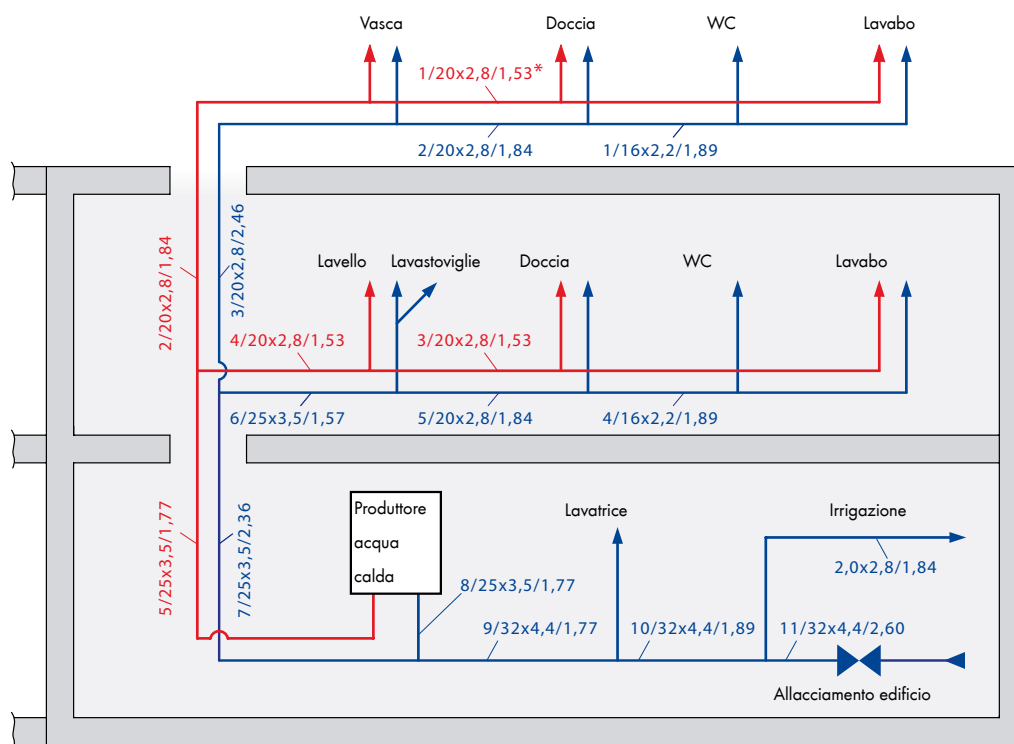 Vasca
Doccia
WC
Lavabo
1/20x2,8/1,53*
2/20x2,8/1,84
1/16x2,2/1,89
2/20x2,8/1,84
3/20x2,8/2,46
Lavello
Lavastoviglie
Doccia
WC
Lavabo
4/20x2,8/1,53
3/20x2,8/1,53
6/25x3,5/1,57
5/20x2,8/1,84
4/16x2,2/1,89
5/25x3,5/1,77
7/25x3,5/2,36
Produttore
acqua
calda
Lavatrice
Irrigazione
2,0x2,8/1,84
8/25x3,5/1,77
9/32x4,4/1,77
10/32x4,4/1,89
11/32x4,4/2,60
Allacciamento edificio